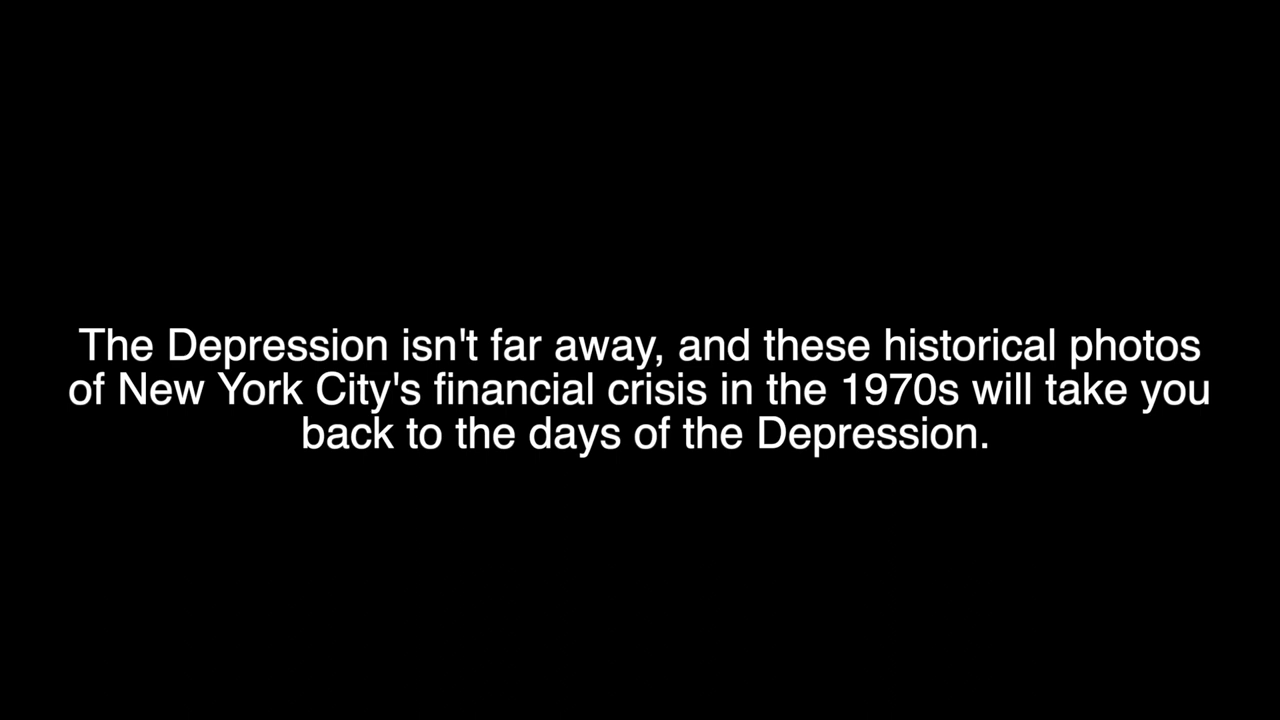 The Depression isn't far away, and these historical photos
of New York City's financial crisis in the 1970s will take you
back to the days of the Depression.